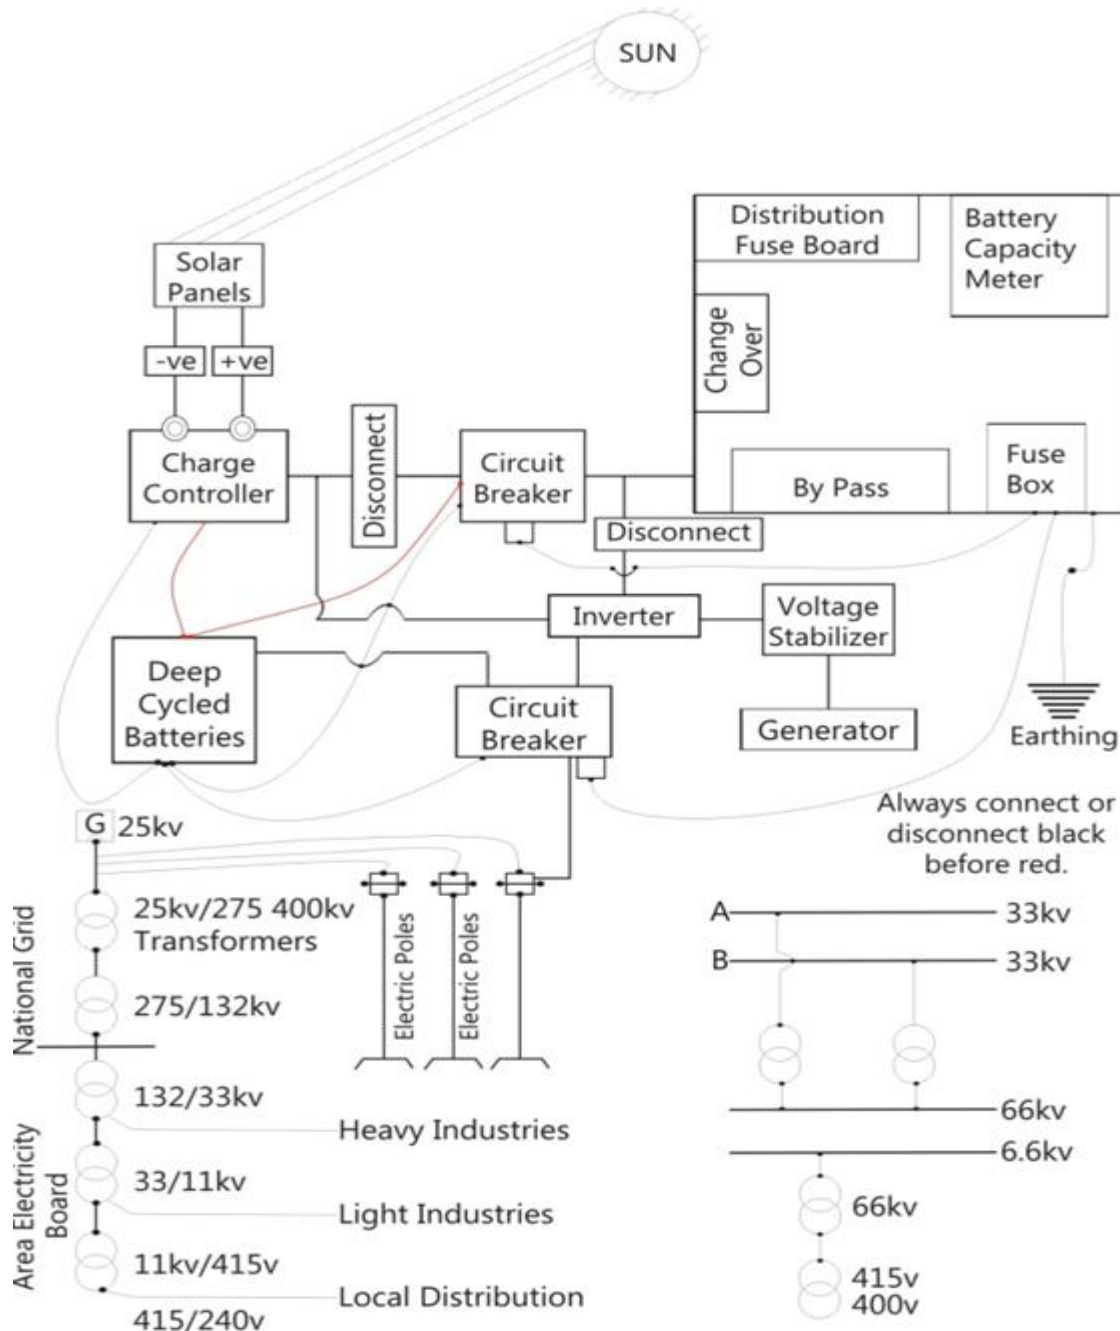 SUN
Solar
Panels
-ve
+ve
Charge
Controller
Disconnect
Circuit
Breaker
Distribution
Fuse Board
Battery
Capacity
Meter
Change
Over
By Pass
Fuse
Box
Disconnect
Inverter
Voltage
Stabilizer
Generator
Deep
Cycled
Batteries
Circuit
Breaker
Earthing
Always connect or
disconnect black
before red.
G 25kv
National Grid
25kv/275 400kv
Transformers
275/132kv
Electric Poles
Electric Poles
Area Electricity
Board
132/33kv
Heavy Industries
33/11kv
Light Industries
11kv/415v
Local Distribution
415/240v
A 33kv
B 33kv
66kv
6.6kv
66kv
415v
400v